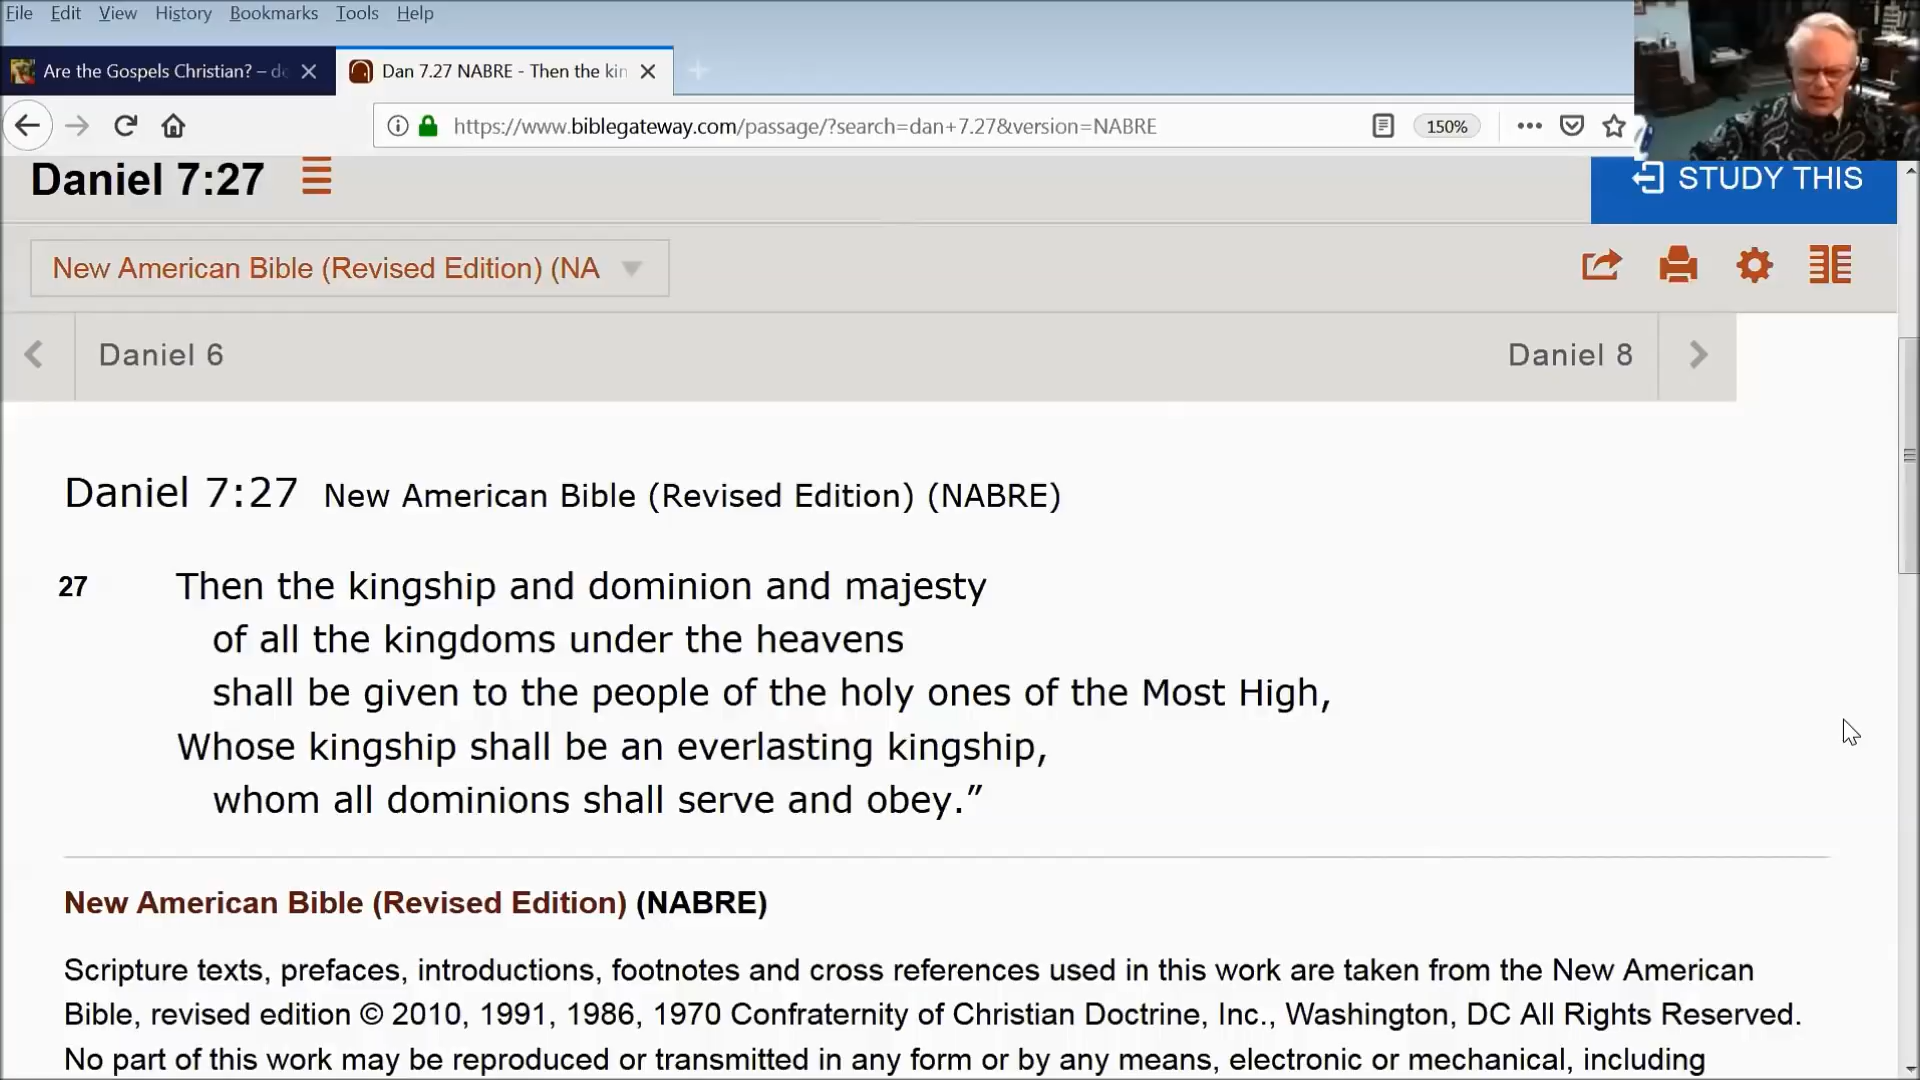 File Edit View History Bookmarks Tools Help
Are the Gospels Christian? – do
Dan 7.27 NABRE - Then the kin
https://www.biblegateway.com/passage/?search=dan+7.27&version=NABRE
150%
Daniel 7:27
STUDY THIS
New American Bible (Revised Edition) (NA
Daniel 6
Daniel 8
Daniel 7:27 New American Bible (Revised Edition) (NABRE)
27 Then the kingship and dominion and majesty
of all the kingdoms under the heavens
shall be given to the people of the holy ones of the Most High,
Whose kingship shall be an everlasting kingship,
whom all dominions shall serve and obey.”
New American Bible (Revised Edition) (NABRE)
Scripture texts, prefaces, introductions, footnotes and cross references used in this work are taken from the New American
Bible, revised edition © 2010, 1991, 1986, 1970 Confraternity of Christian Doctrine, Inc., Washington, DC All Rights Reserved.
No part of this work may be reproduced or transmitted in any form or by any means, electronic or mechanical, including